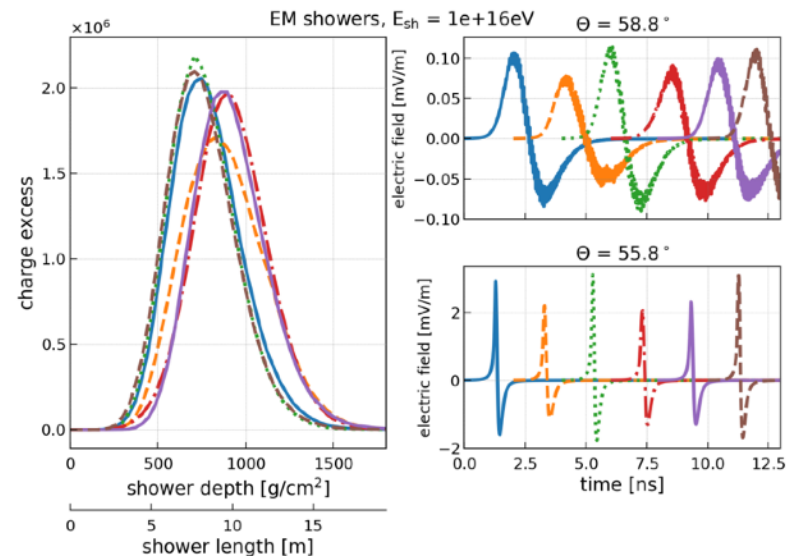 EM showers, E_sh = 1e+16eV
×10⁶
2.0
1.5
1.0
0.5
0.0
charge excess
0 500 1000 1500
shower depth [g/cm²]
0 5 10 15
shower length [m]
Θ = 58.8°
0.10
0.05
0.00
−0.05
−0.10
electric field [mV/m]
Θ = 55.8°
2
0
−2
electric field [mV/m]
0.0 2.5 5.0 7.5 10.0 12.5
time [ns]